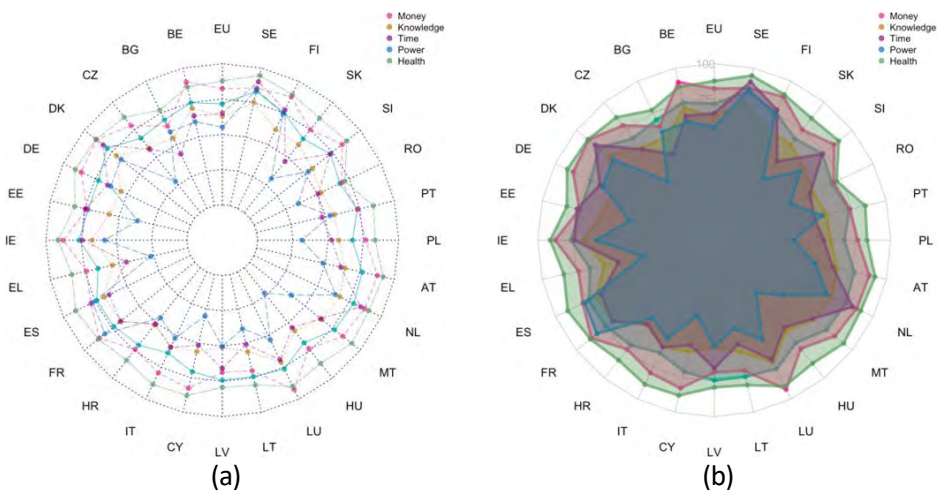 Money
Knowledge
Time
Power
Health
EU
SE
FI
SK
SI
RO
PT
PL
AT
NL
MT
HU
LU
LT
LV
CY
IT
HR
FR
ES
EL
IE
EE
DE
DK
CZ
BG
BE
(a)
Money
Knowledge
Time
Power
Health
100
EU
SE
FI
SK
SI
RO
PT
PL
AT
NL
MT
HU
LU
LT
LV
CY
IT
HR
FR
ES
EL
IE
EE
DE
DK
CZ
BG
BE
(b)